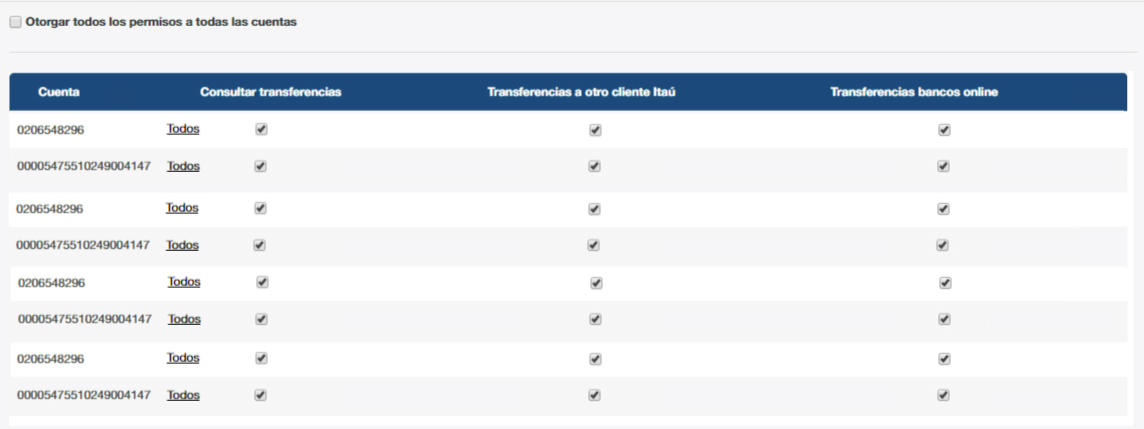 Otorgar todos los permisos a todas las cuentas
Cuenta Consultar transferencias Transferencias a otro cliente Itaú Transferencias bancos online
0206548296 Todos
00005475510249004147 Todos
0206548296 Todos
00005475510249004147 Todos
0206548296 Todos
00005475510249004147 Todos
0206548296 Todos
00005475510249004147 Todos